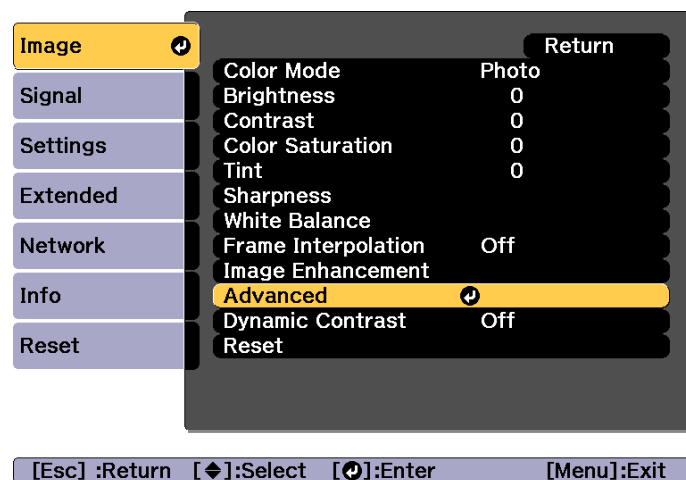 Image
Signal
Settings
Extended
Network
Info
Reset
Return
Color Mode Photo
Brightness 0
Contrast 0
Color Saturation 0
Tint 0
Sharpness
White Balance
Frame Interpolation Off
Image Enhancement
Advanced
Dynamic Contrast Off
Reset
[Esc] :Return [◆]:Select [↵]:Enter [Menu]:Exit